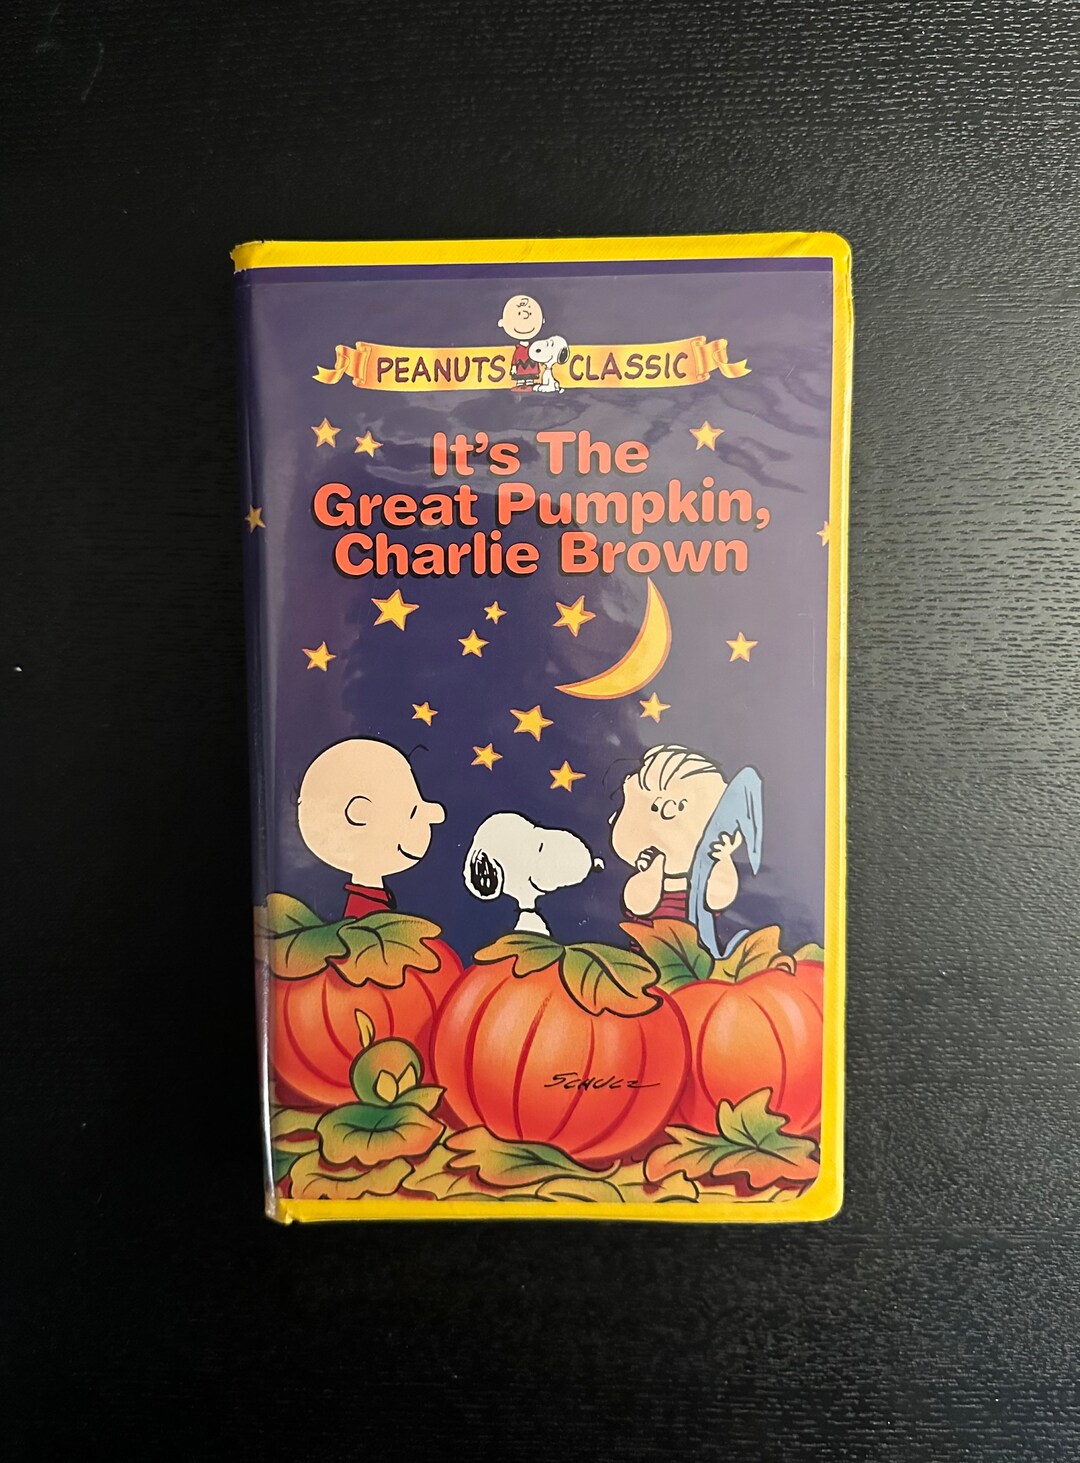 PEANUTS CLASSIC
It's The
Great Pumpkin,
Charlie Brown
SCHULZ